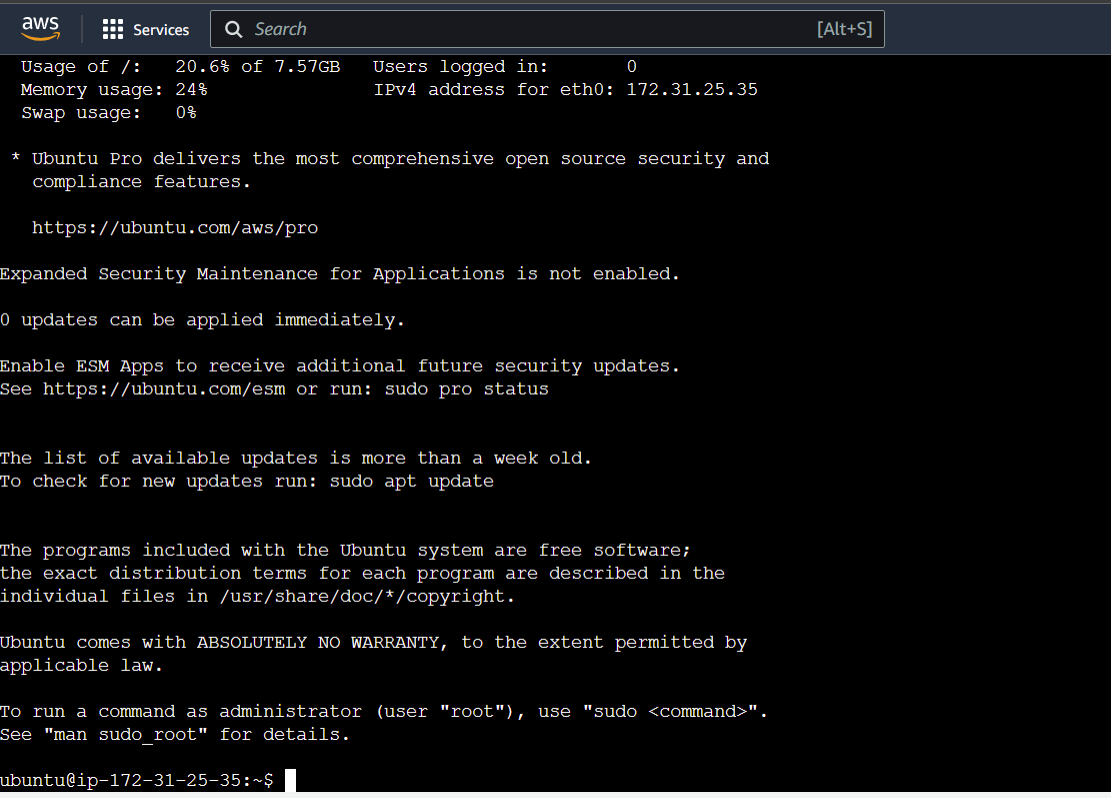 aws
Services
Search
[Alt+S]
Usage of /:   20.6% of 7.57GB   Users logged in:       0
Memory usage: 24%               IPv4 address for eth0: 172.31.25.35
Swap usage:   0%
* Ubuntu Pro delivers the most comprehensive open source security and
compliance features.
https://ubuntu.com/aws/pro
Expanded Security Maintenance for Applications is not enabled.
0 updates can be applied immediately.
Enable ESM Apps to receive additional future security updates.
See https://ubuntu.com/esm or run: sudo pro status
The list of available updates is more than a week old.
To check for new updates run: sudo apt update
The programs included with the Ubuntu system are free software;
the exact distribution terms for each program are described in the
individual files in /usr/share/doc/*/copyright.
Ubuntu comes with ABSOLUTELY NO WARRANTY, to the extent permitted by
applicable law.
To run a command as administrator (user "root"), use "sudo <command>".
See "man sudo_root" for details.
ubuntu@ip-172-31-25-35:~$